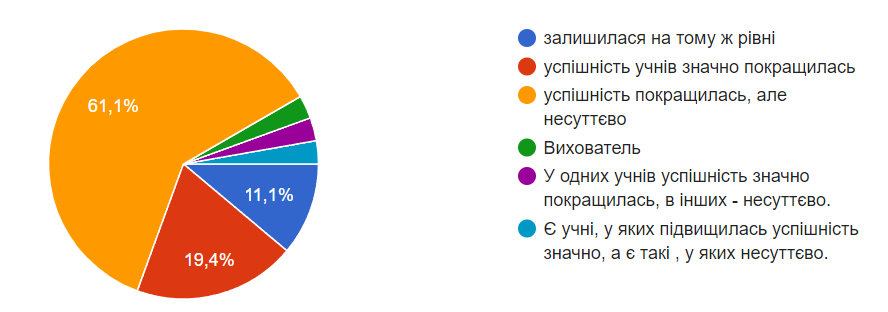 61,1%
11,1%
19,4%
залишилася на тому ж рівні
успішність учнів значно покращилась
успішність покращилась, але
несуттєво
Вихователь
У одних учнів успішність значно
покращилась, в інших - несуттєво.
Є учні, у яких підвищилась успішність
значно, а є такі , у яких несуттєво.